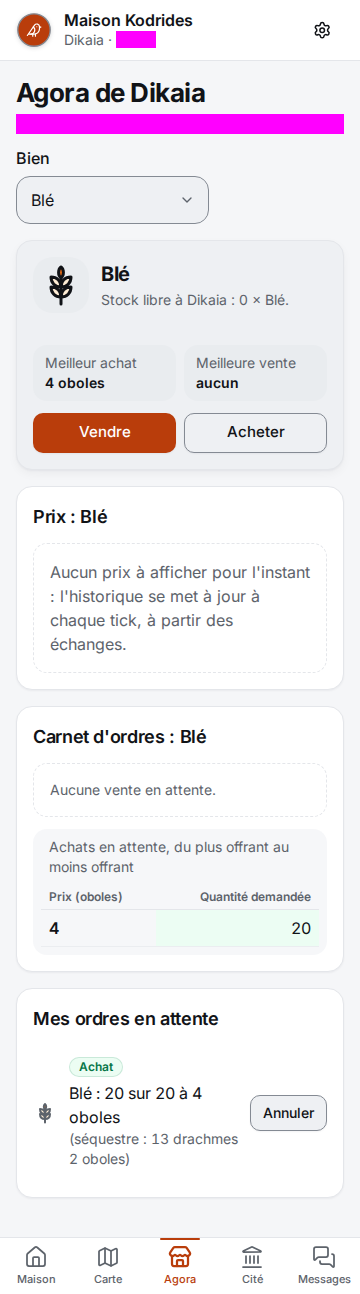 Maison Kodrides
Dikaia ·
Agora de Dikaia
Bien
Blé
Blé
Stock libre à Dikaia : 0 × Blé.
Meilleur achat
4 oboles
Meilleure vente
aucun
Vendre
Acheter
Prix : Blé
Aucun prix à afficher pour l'instant
: l'historique se met à jour à
chaque tick, à partir des
échanges.
Carnet d'ordres : Blé
Aucune vente en attente.
Achats en attente, du plus offrant au
moins offrant
Prix (oboles) Quantité demandée
4 20
Mes ordres en attente
Achat
Blé : 20 sur 20 à 4
oboles
(séquestre : 13 drachmes
2 oboles)
Annuler
Maison Carte Agora Cité Messages